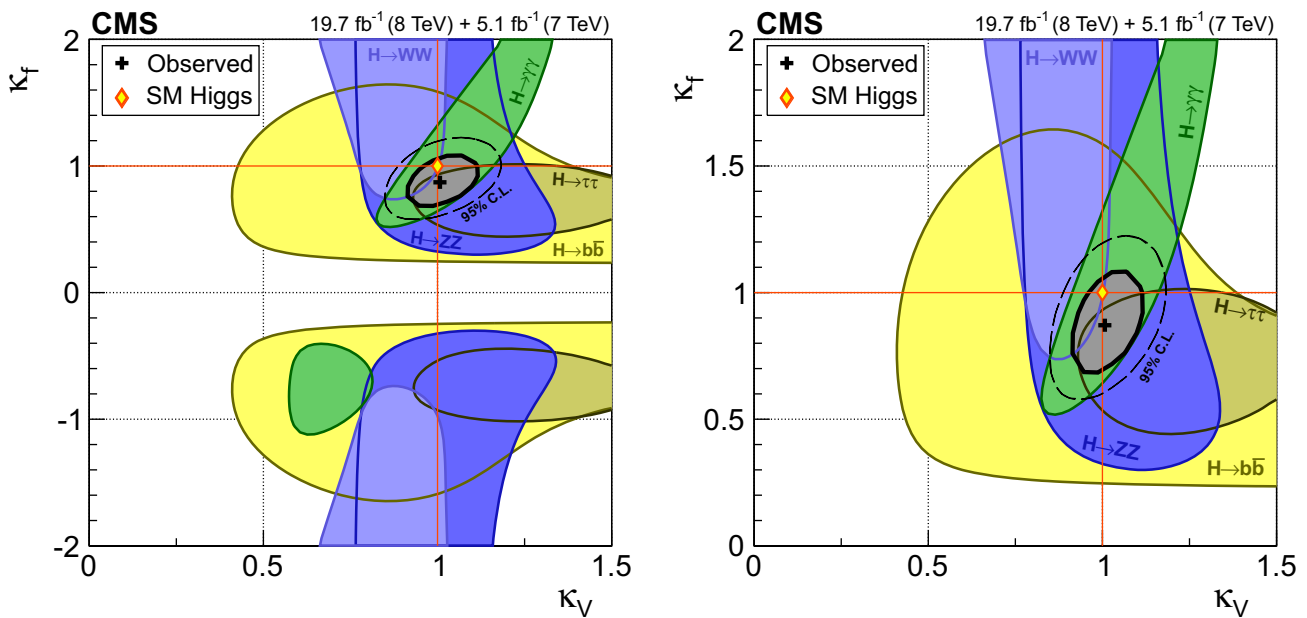 CMS
19.7 fb⁻¹ (8 TeV) + 5.1 fb⁻¹ (7 TeV)
κf
2
1
0
-1
-2
Observed
SM Higgs
H→WW
H→γγ
H→ττ
95% C.L.
H→ZZ
H→bb̅
0
0.5
1
1.5
κV
CMS
19.7 fb⁻¹ (8 TeV) + 5.1 fb⁻¹ (7 TeV)
κf
2
1.5
1
0.5
0
Observed
SM Higgs
H→WW
H→γγ
H→ττ
95% C.L.
H→ZZ
H→bb̅
0
0.5
1
1.5
κV